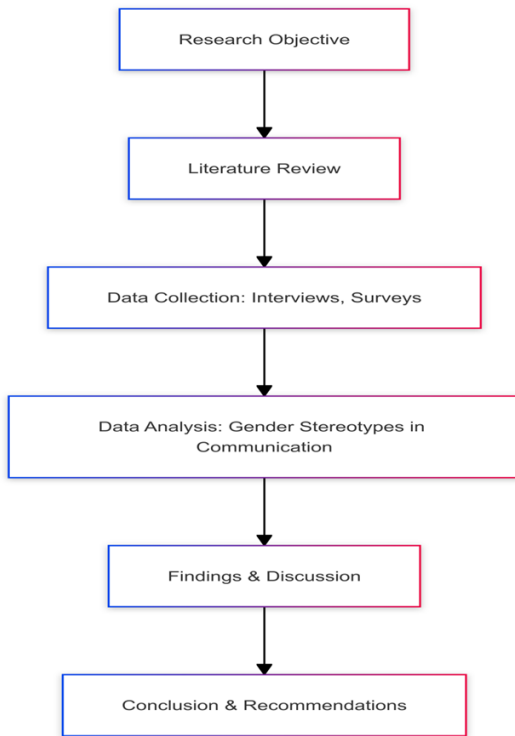 Research Objective
Literature Review
Data Collection: Interviews, Surveys
Data Analysis: Gender Stereotypes in
Communication
Findings & Discussion
Conclusion & Recommendations